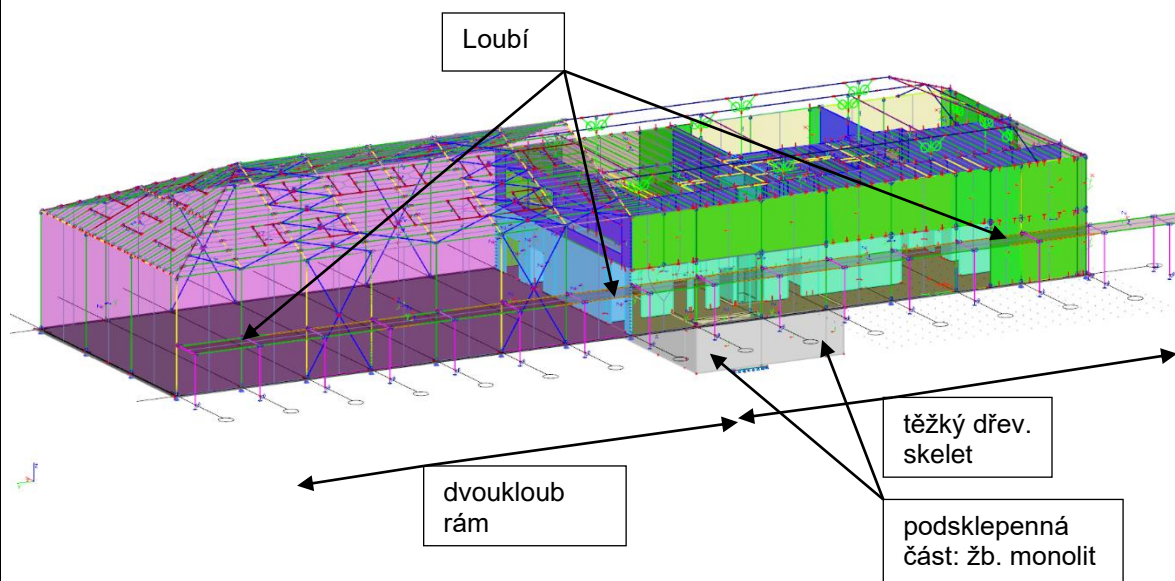 Loubí
těžký dřev.
skelet
dvoukloub
rám
podsklepenná
část: žb. monolit